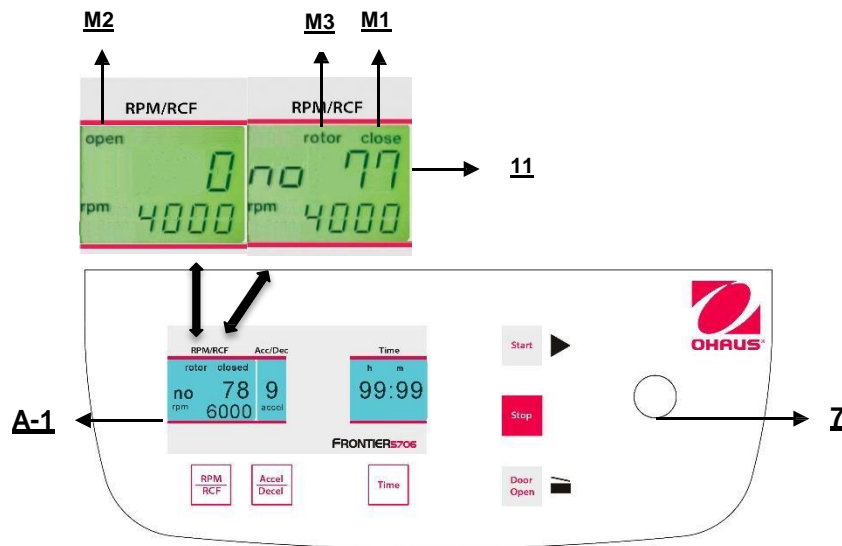 M2
M3
M1
RPM/RCF
RPM/RCF
open
rotor close
0
no 77
rpm 4000
rpm 4000
11
OHAUS®
RPM/RCF Acc/Dec
Time
rotor closed
h m
no 78 9
99:99
rpm 6000 accel
A-1
7
FRONTIER5706
RPM
RCF
Accel
Decel
Time
Start
Stop
Door
Open